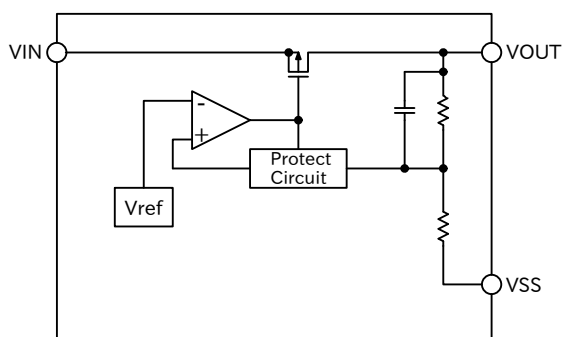 VIN
VOUT
-
+
Protect
Circuit
Vref
VSS